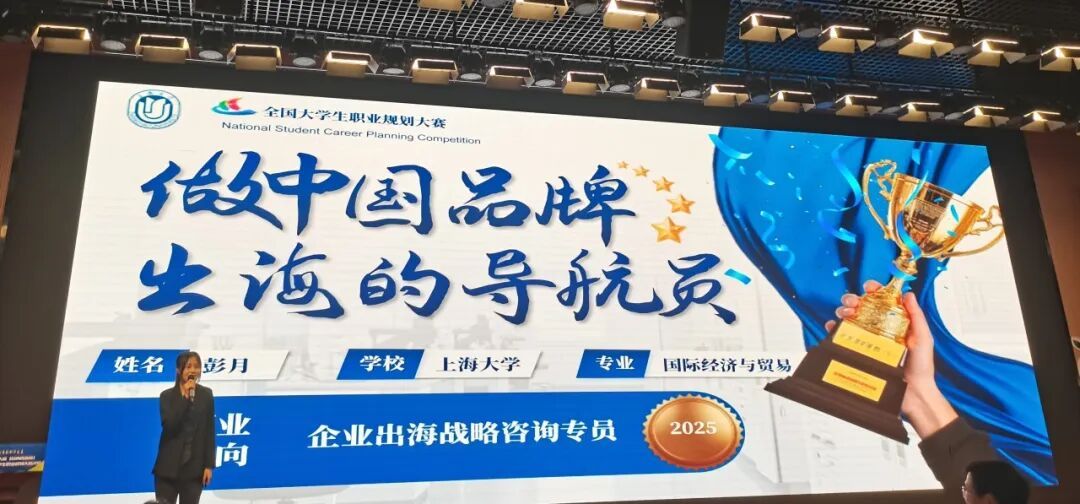 全国大学生职业规划大赛
National Student Career Planning Competition
做中国品牌
出海的导航员
姓名 彭月 学校 上海大学 专业 国际经济与贸易
业
向
企业出海战略咨询专员
2025